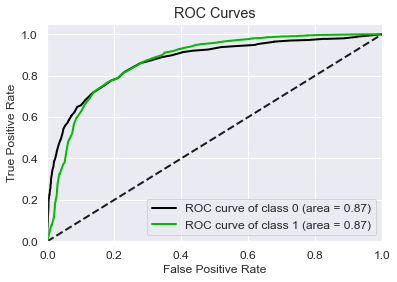 ROC Curves
True Positive Rate
1.0
0.8
0.6
0.4
0.2
0.0
ROC curve of class 0 (area = 0.87)
ROC curve of class 1 (area = 0.87)
0.0 0.2 0.4 0.6 0.8 1.0
False Positive Rate